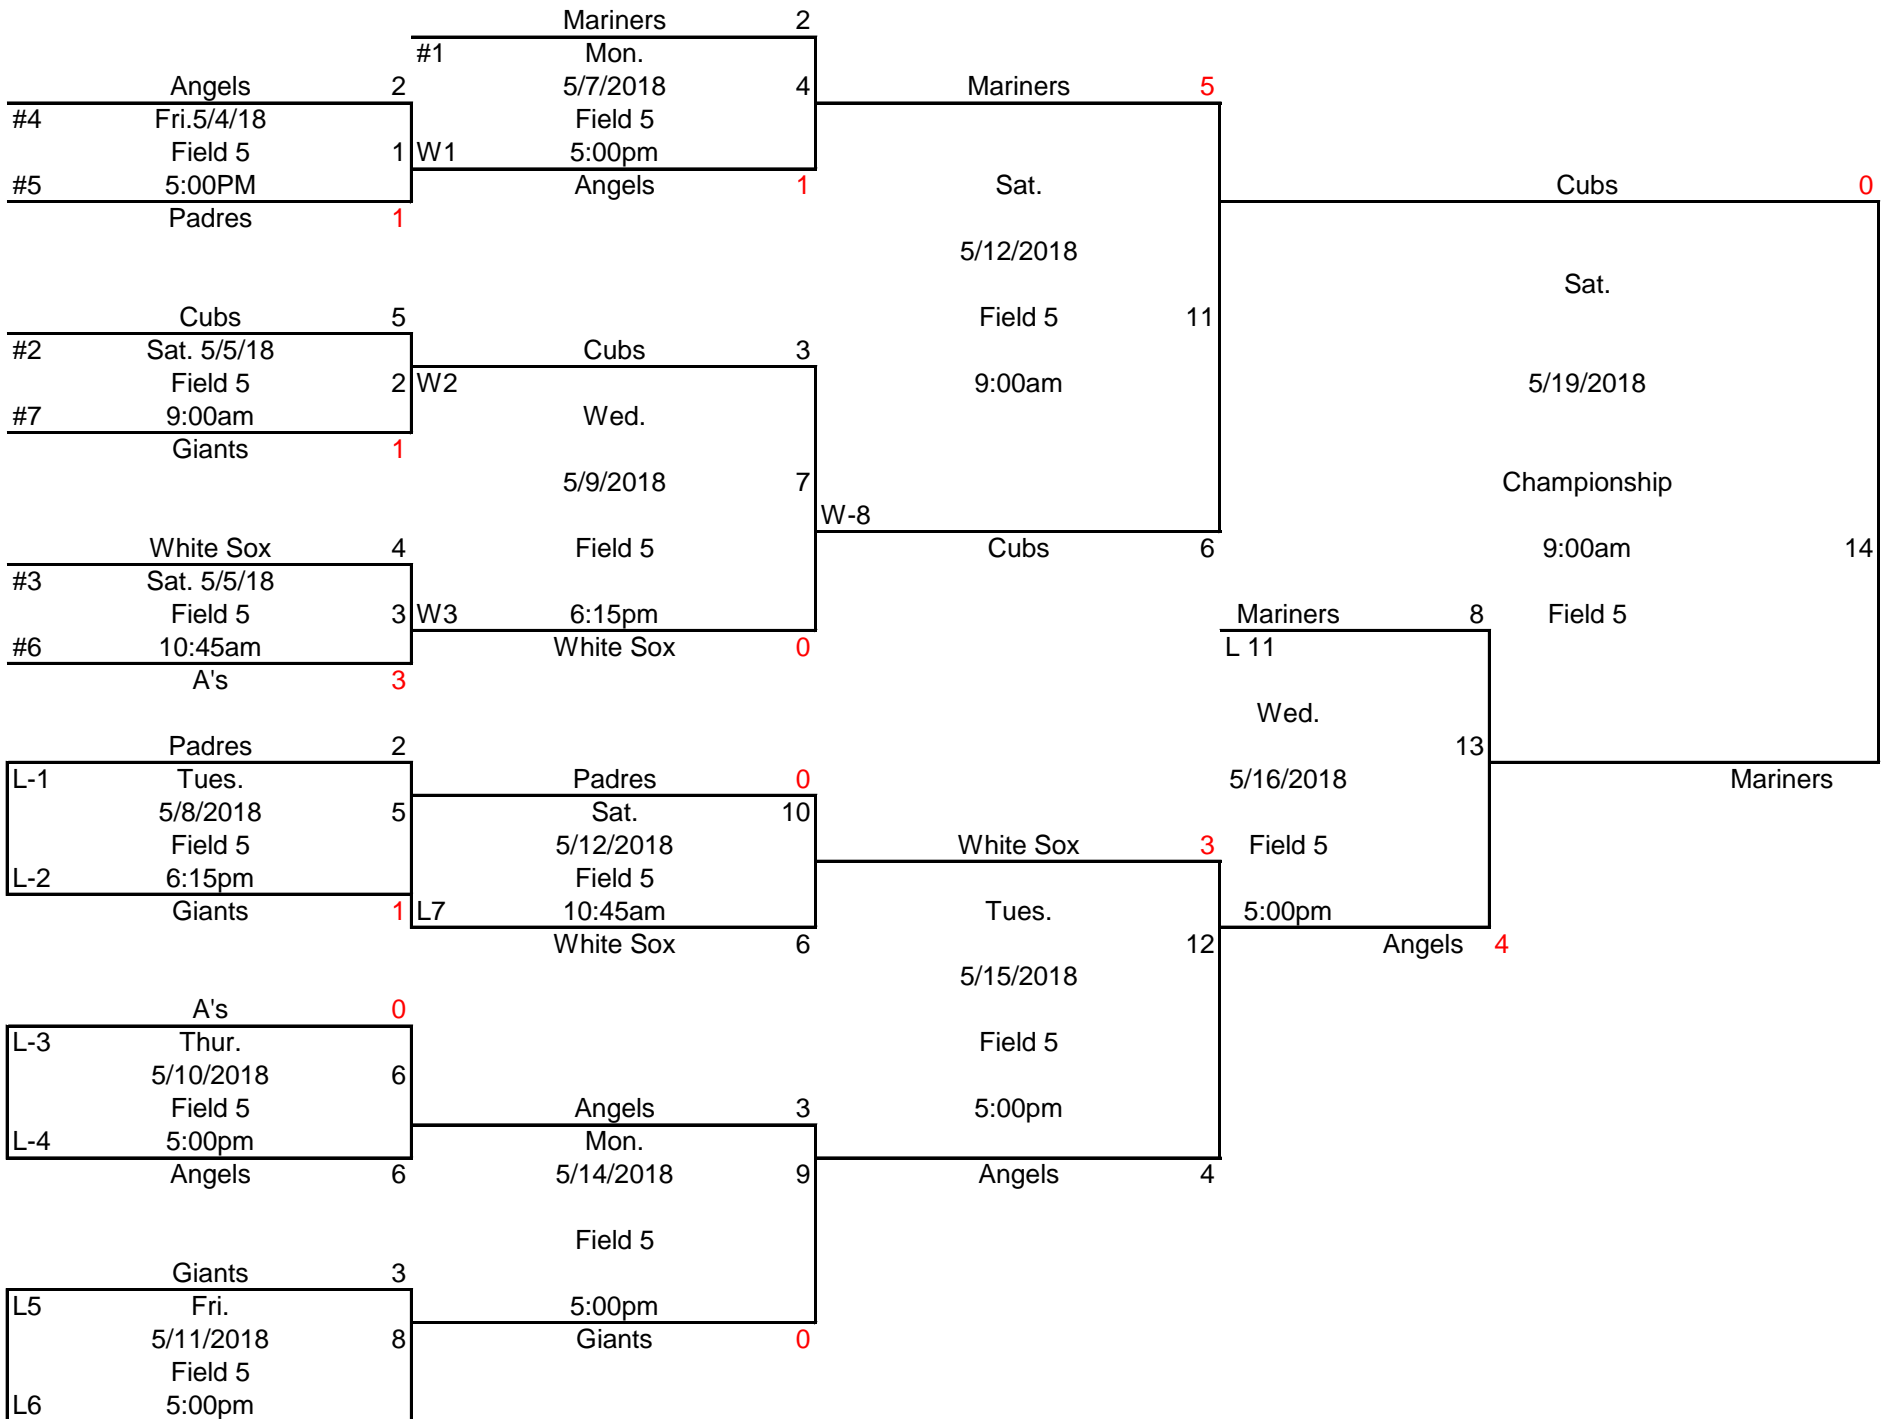 Mariners 2
#1 Mon.
Angels 2 5/7/2018 4 Mariners 5
#4 Fri.5/4/18 Field 5
Field 5 1 W1 5:00pm
#5 5:00PM Angels 1 Sat. Cubs 0
Padres 1
5/12/2018
Sat.
Cubs 5 Field 5 11
#2 Sat. 5/5/18 Cubs 3
Field 5 2 W2 9:00am 5/19/2018
#7 9:00am Wed.
Giants 1
5/9/2018 7 Championship
W-8
White Sox 4 Field 5 Cubs 6 9:00am 14
#3 Sat. 5/5/18
Field 5 3 W3 6:15pm Mariners 8 Field 5
#6 10:45am White Sox 0 L 11
A's 3
Wed.
Padres 2 13
L-1 Tues. Padres 0 5/16/2018 Mariners
5/8/2018 5 Sat. 10
Field 5 5/12/2018 White Sox 3 Field 5
L-2 6:15pm Field 5
Giants 1 L7 10:45am Tues. 5:00pm
White Sox 6 12 Angels 4
5/15/2018
A's 0
L-3 Thur. Field 5
5/10/2018 6
Field 5 Angels 3 5:00pm
L-4 5:00pm Mon.
Angels 6 5/14/2018 9 Angels 4
Field 5
Giants 3
L5 Fri. 5:00pm
5/11/2018 8 Giants 0
Field 5
L6 5:00pm